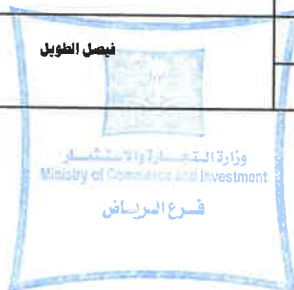 فيصل الطويل
وزارة التجارة والاستثمار
Ministry of Commerce and Investment
فرع الرياض